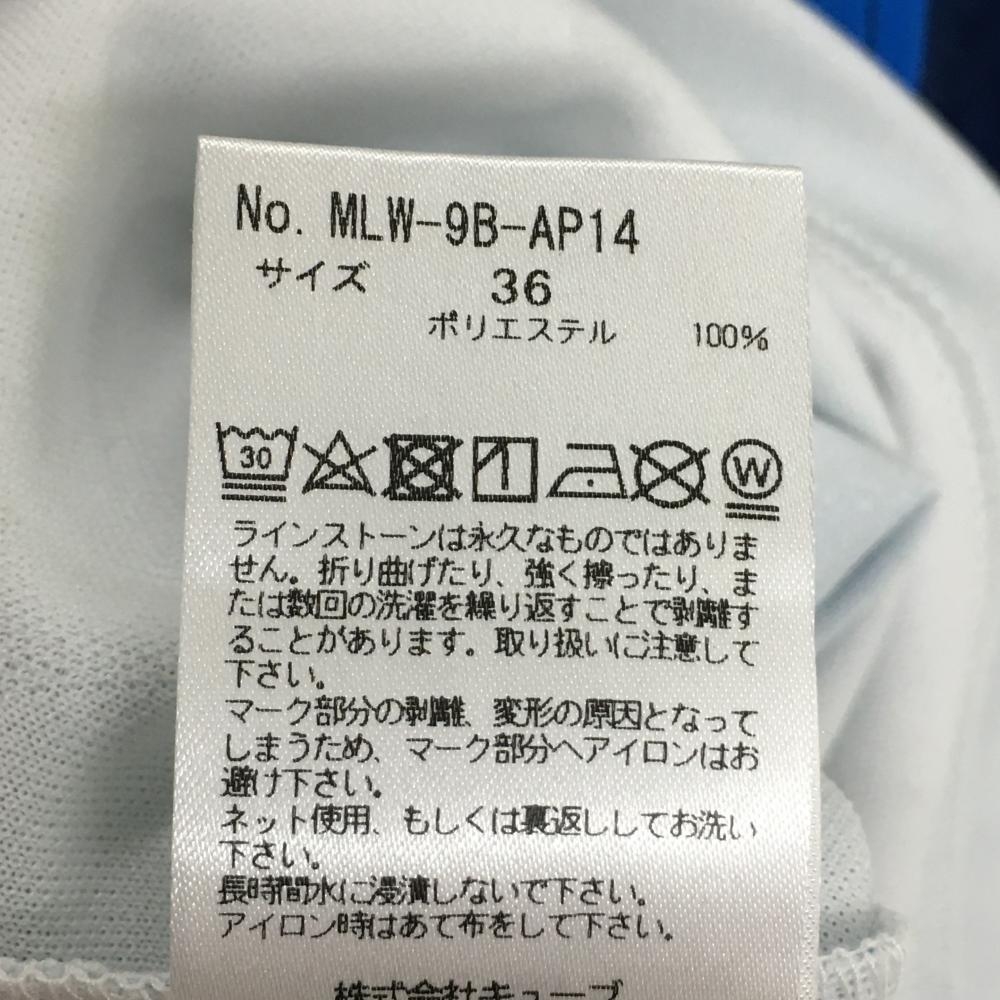 No. MLW-9B-AP14
サイズ 36
ポリエステル 100%
30
W
ラインストーンは永久なものではありま
せん。折り曲げたり、強く擦ったり、ま
たは数回の洗濯を繰り返すことで剥離す
ることがあります。取り扱いに注意して
下さい。
マーク部分の剥離、変形の原因となって
しまうため、マーク部分へアイロンはお
避け下さい。
ネット使用、もしくは裏返ししてお洗い
下さい。
長時間水に浸漬しないで下さい。
アイロン時はあて布をして下さい。
株式会社キューブ